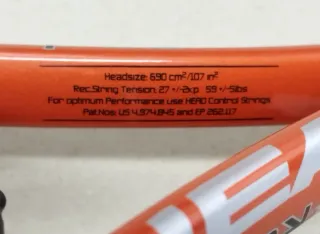 Headsize: 690 cm²/107 in²
Rec.String Tension: 27 +/-2kp 59 +/-5lbs
For optimum Performance use HEAD Control Strings
Pat.Nos: US 4,974,845 and EP 262,117
HEA